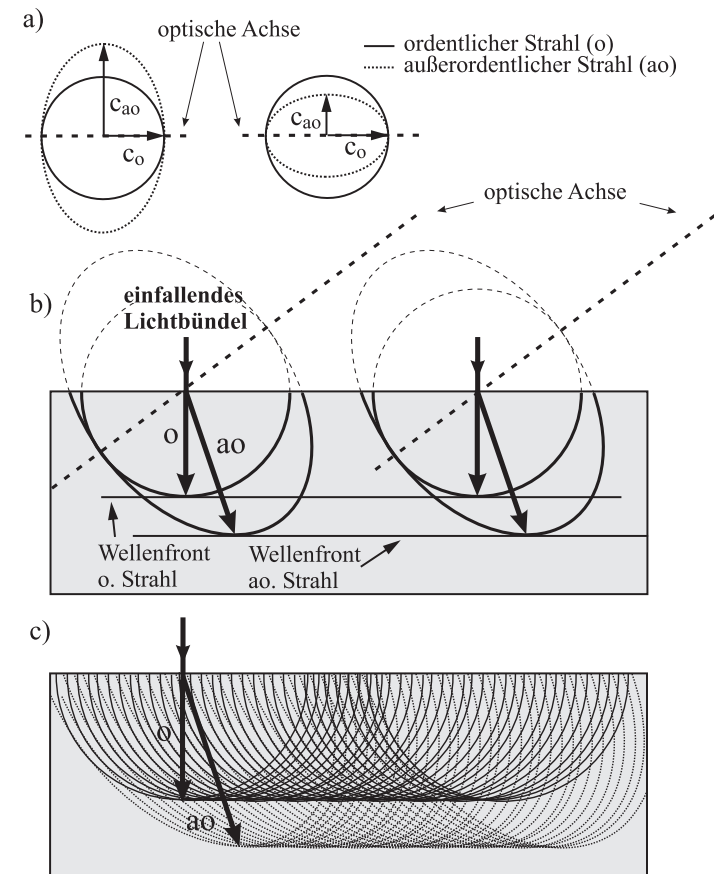 a)
optische Achse
ordentlicher Strahl (o)
außerordentlicher Strahl (ao)
cao
co
cao
co
optische Achse
b)
einfallendes
Lichtbündel
o
ao
Wellenfront
o. Strahl
Wellenfront
ao. Strahl
c)
o
ao